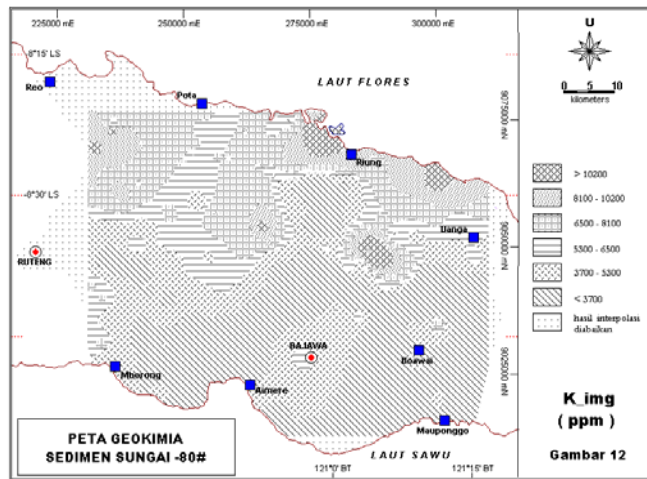 225000 mE 250000 mE 275000 mE 300000 mE
-8°15' LS
LAUT FLORES
U
0 5 10
kilometers
Reo
Pota
9075000 mN
Riung
> 10200
8100 - 10200
6500 - 8100
5300 - 6500
3700 - 5300
< 3700
hasil interpolasi
diabaikan
-8°30' LS
9050000 mN
RUTENG
BAJAWA
Boawai
9025000 mN
Mborong
Aimere
Mauponggo
K_img
( ppm )
Gambar 12
PETA GEOKIMIA
SEDIMEN SUNGAI -80#
LAUT SAWU
121°0' BT
121°15' BT